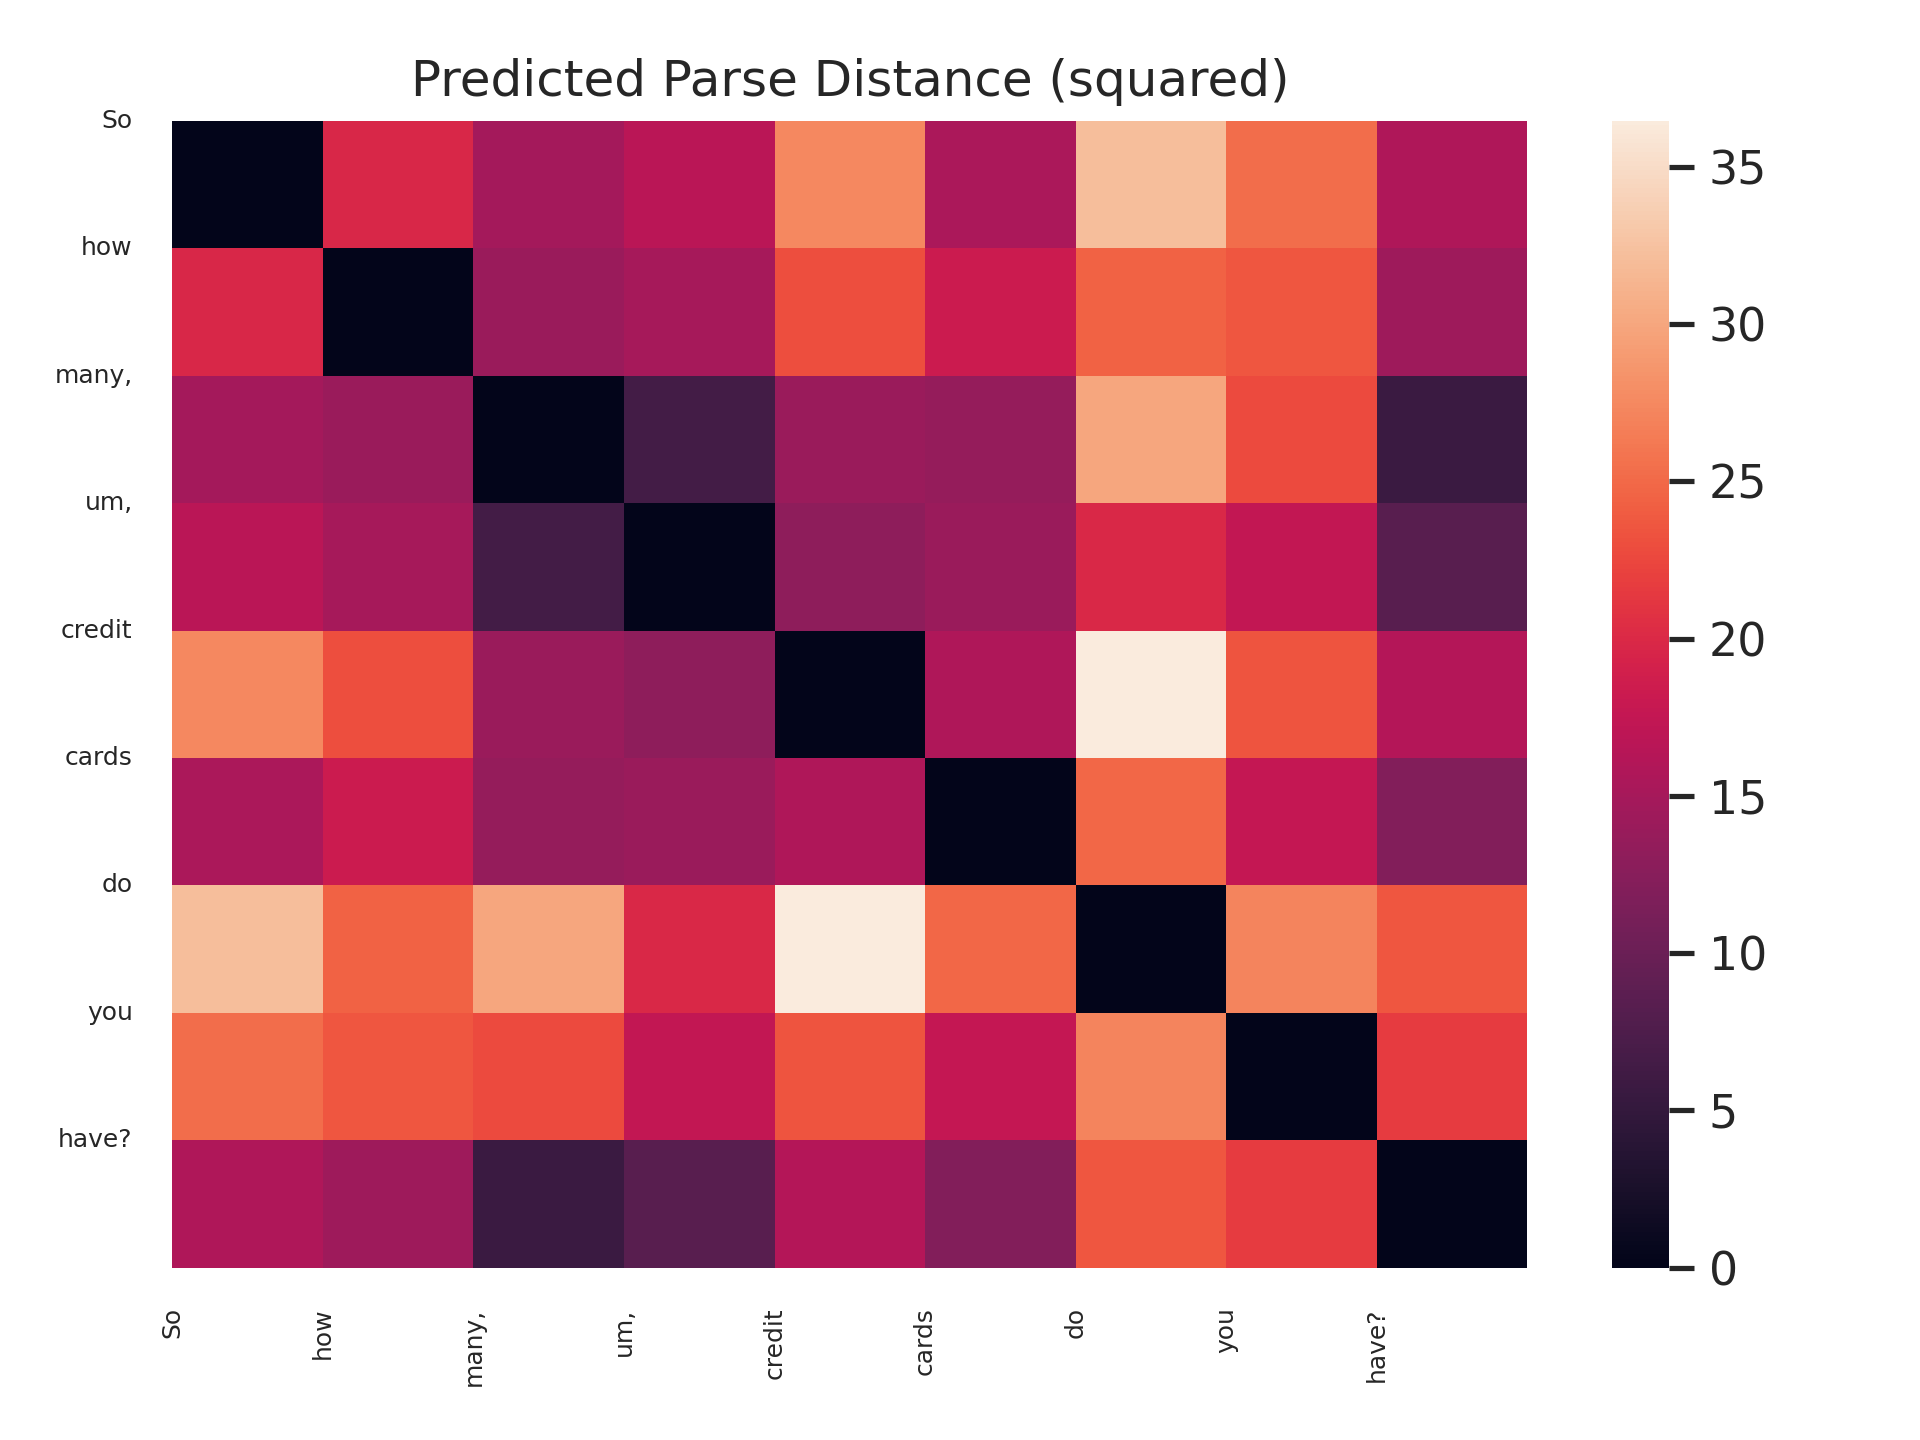 Predicted Parse Distance (squared)
So
how
many,
um,
credit
cards
do
you
have?
35
30
25
20
15
10
5
0
So
how
many,
um,
credit
cards
do
you
have?